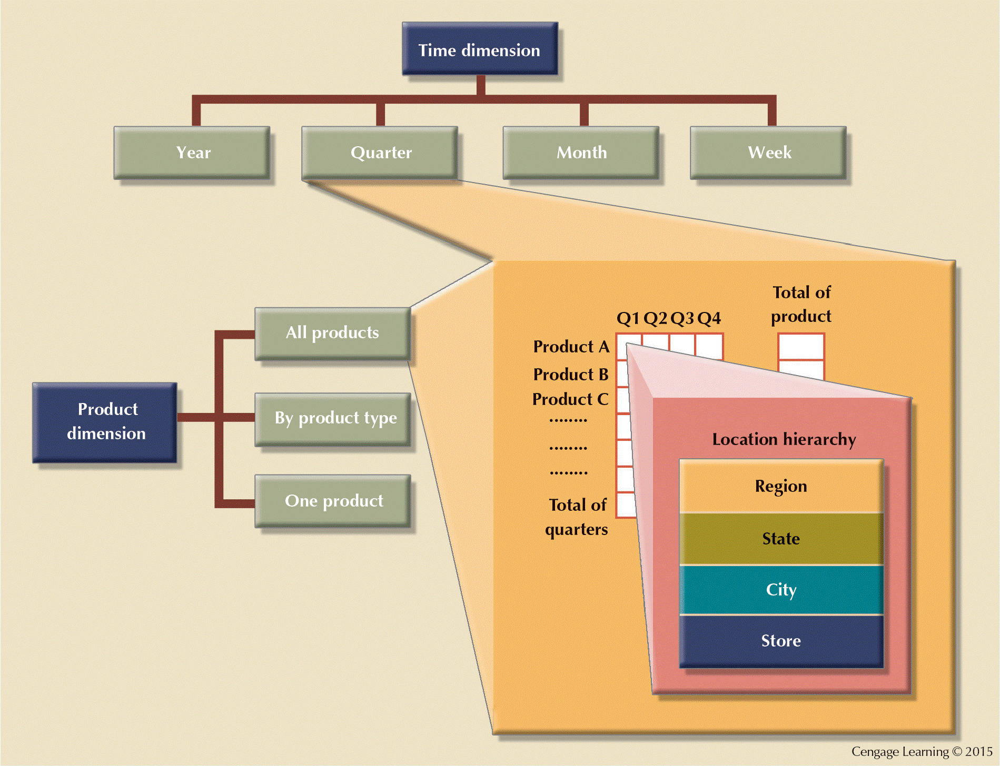 Time dimension
Year
Quarter
Month
Week
Product
dimension
All products
By product type
One product
Total of
product
Q1 Q2 Q3 Q4
Product A
Product B
Product C
........
........
........
Total of
quarters
Location hierarchy
Region
State
City
Store
Cengage Learning © 2015